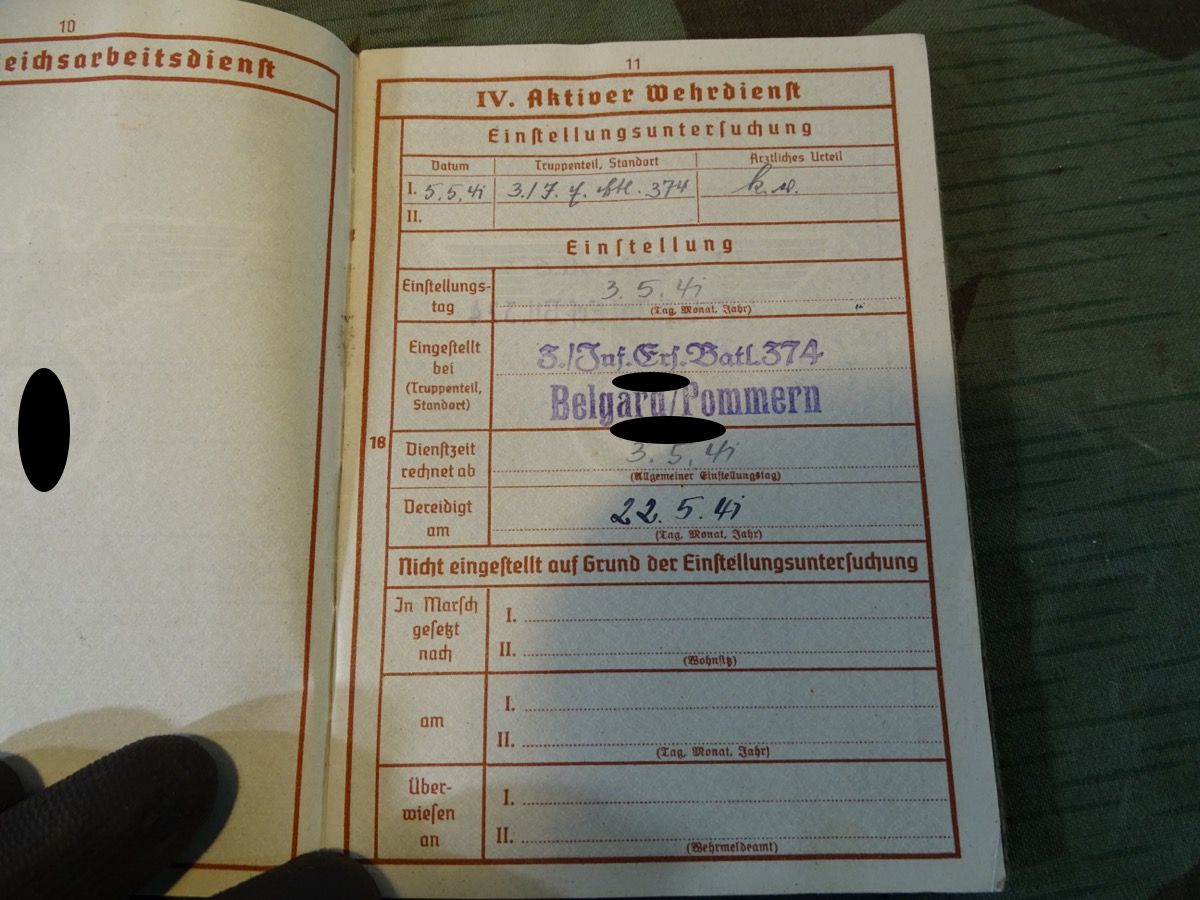 10
eichsarbeitsdienst
11
IV. Aktiver Wehrdienst
Einstellungsuntersuchung
Datum Truppenteil, Standort Ärztliches Urteil
I. 5.5.41 3./J. 374 k.v.
II.
Einstellung
Einstellungs-
tag
3.5.41
(Tag, Monat, Jahr)
Eingestellt
bei
(Truppenteil,
Standort)
3./Inf.Ers.Batl.374
Belgard/Pommern
18
Dienstzeit
rechnet ab
3.5.41
(Allgemeiner Einstellungstag)
Vereidigt
am
22.5.41
(Tag, Monat, Jahr)
Nicht eingestellt auf Grund der Einstellungsuntersuchung
In Marsch
gesetzt
nach
I.
II.
(Wohnsitz)
am
I.
II.
(Tag, Monat, Jahr)
Über-
wiesen
an
I.
II.
(Wehrmeldeamt)